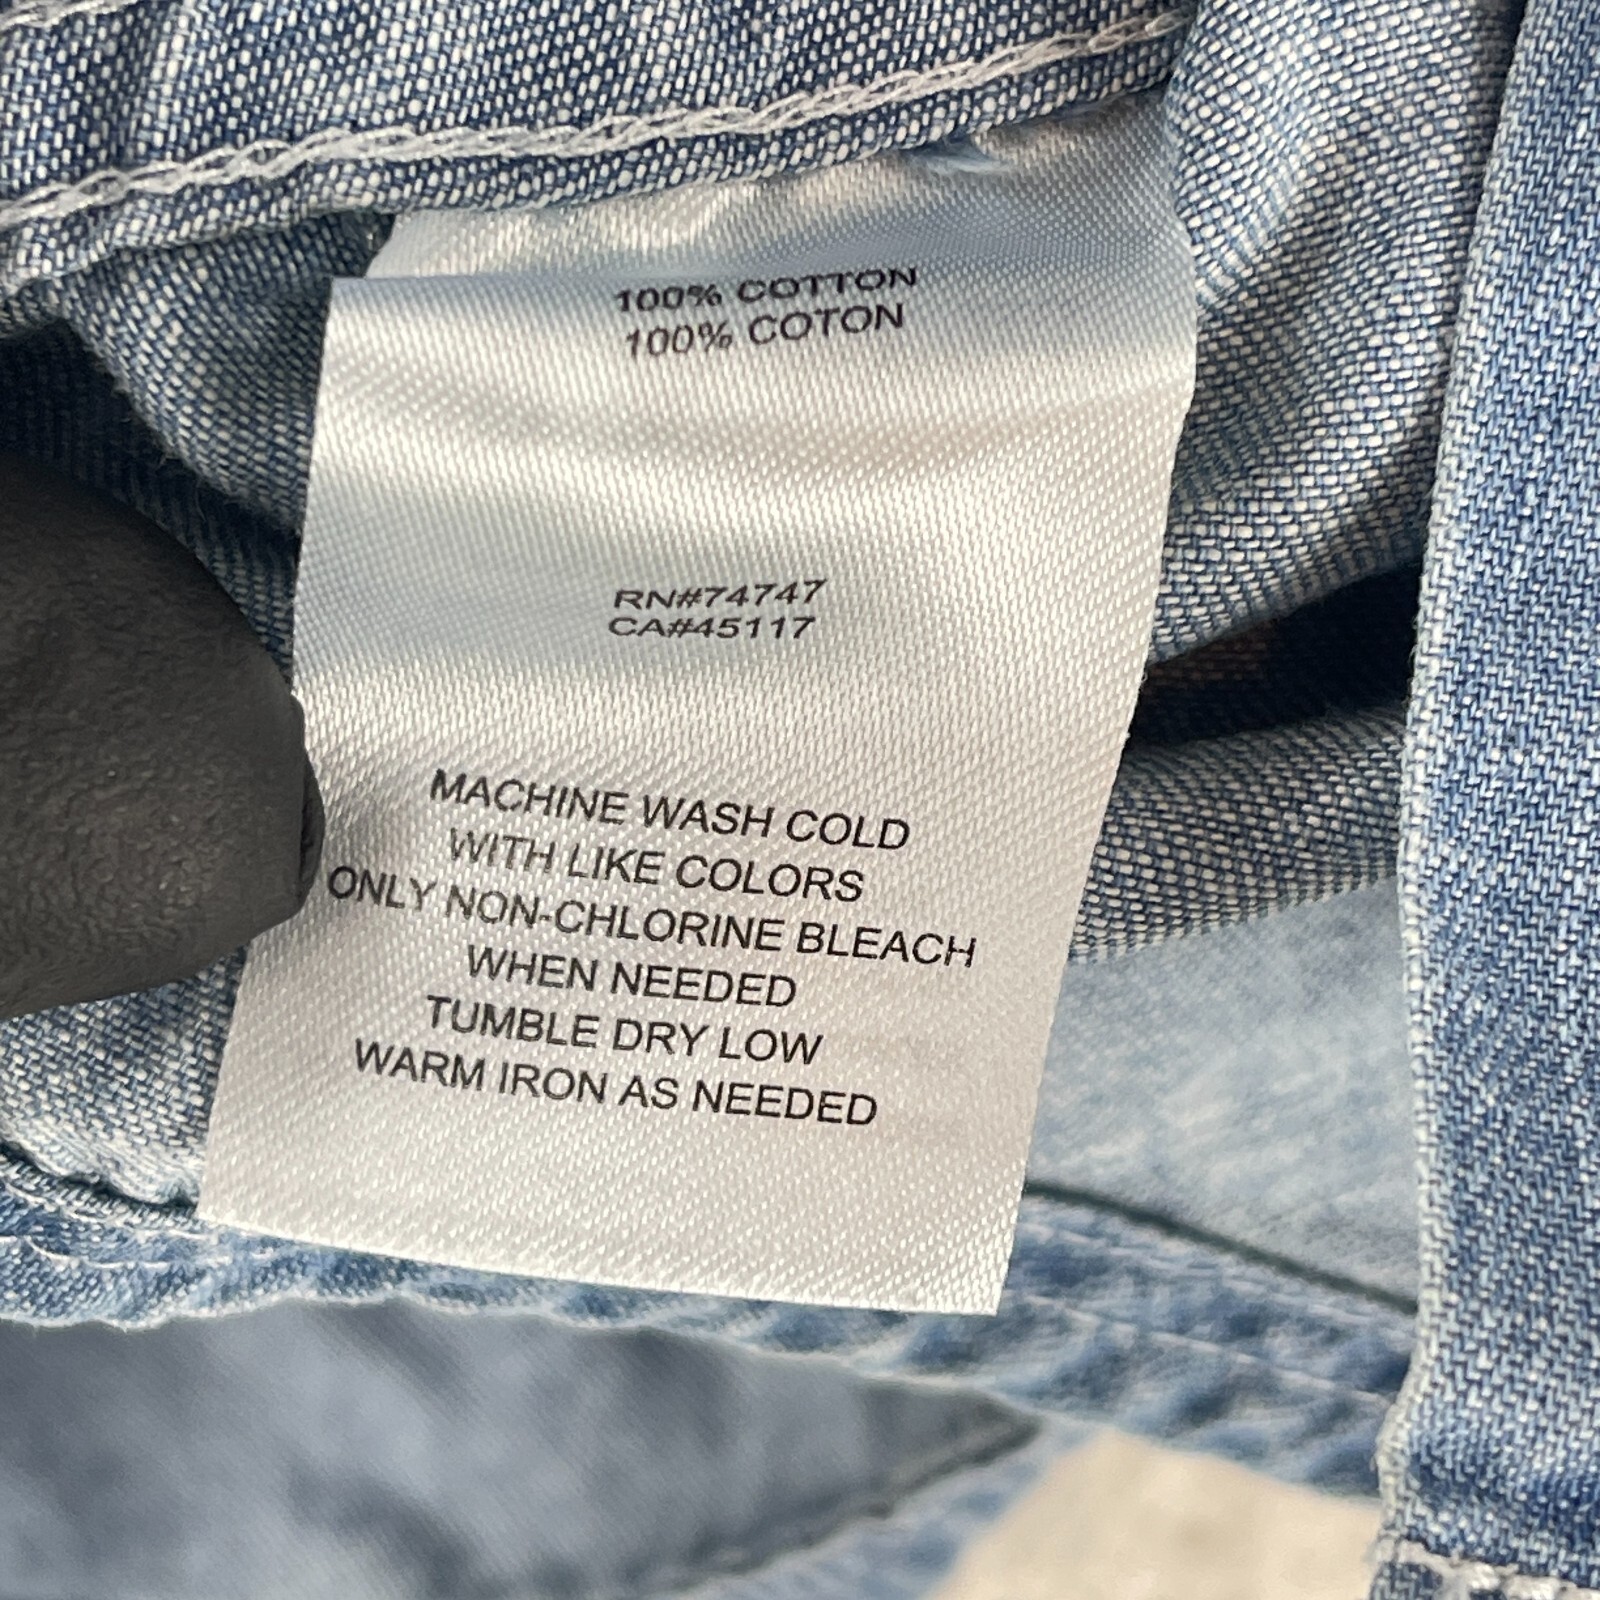 100% COTTON
100% COTON
RN#74747
CA#45117
MACHINE WASH COLD
WITH LIKE COLORS
ONLY NON-CHLORINE BLEACH
WHEN NEEDED
TUMBLE DRY LOW
WARM IRON AS NEEDED